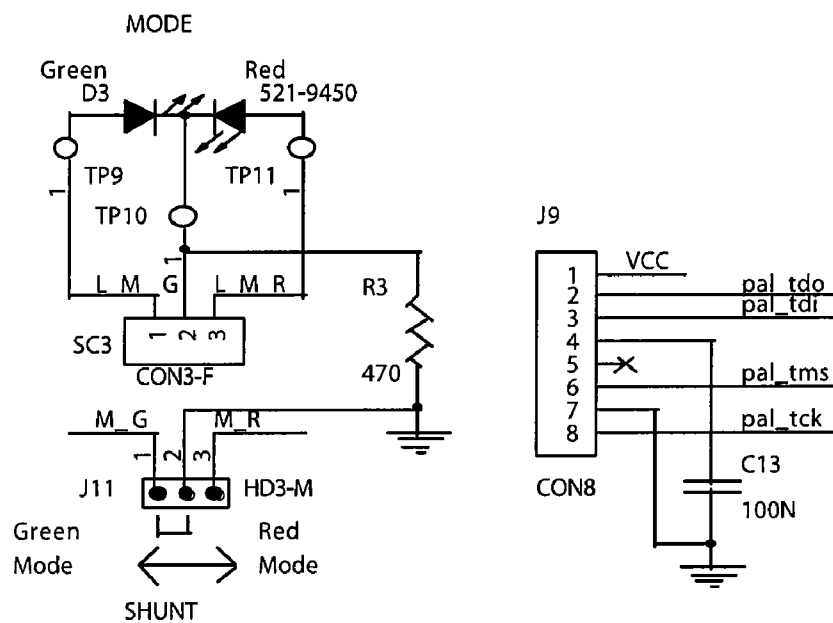 MODE
Green
Red
D3
521-9450
TP9
TP11
1
1
TP10
1
L_M_G
L_M_R
R3
470
1 2 3
SC3
CON3-F
M_G
M_R
1 2 3
J11
HD3-M
Green
Mode
Red
Mode
SHUNT
J9
1
VCC
2
pal_tdo
3
pal_tdi
4
5
6
pal_tms
7
8
pal_tck
CON8
C13
100N